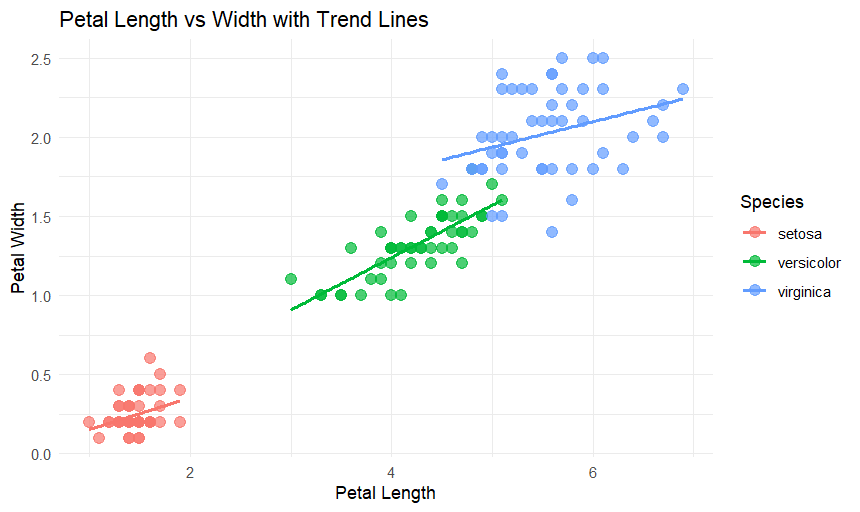 Petal Length vs Width with Trend Lines
2.5
2.0
1.5
1.0
0.5
0.0
Petal Width
2
4
6
Petal Length
Species
setosa
versicolor
virginica